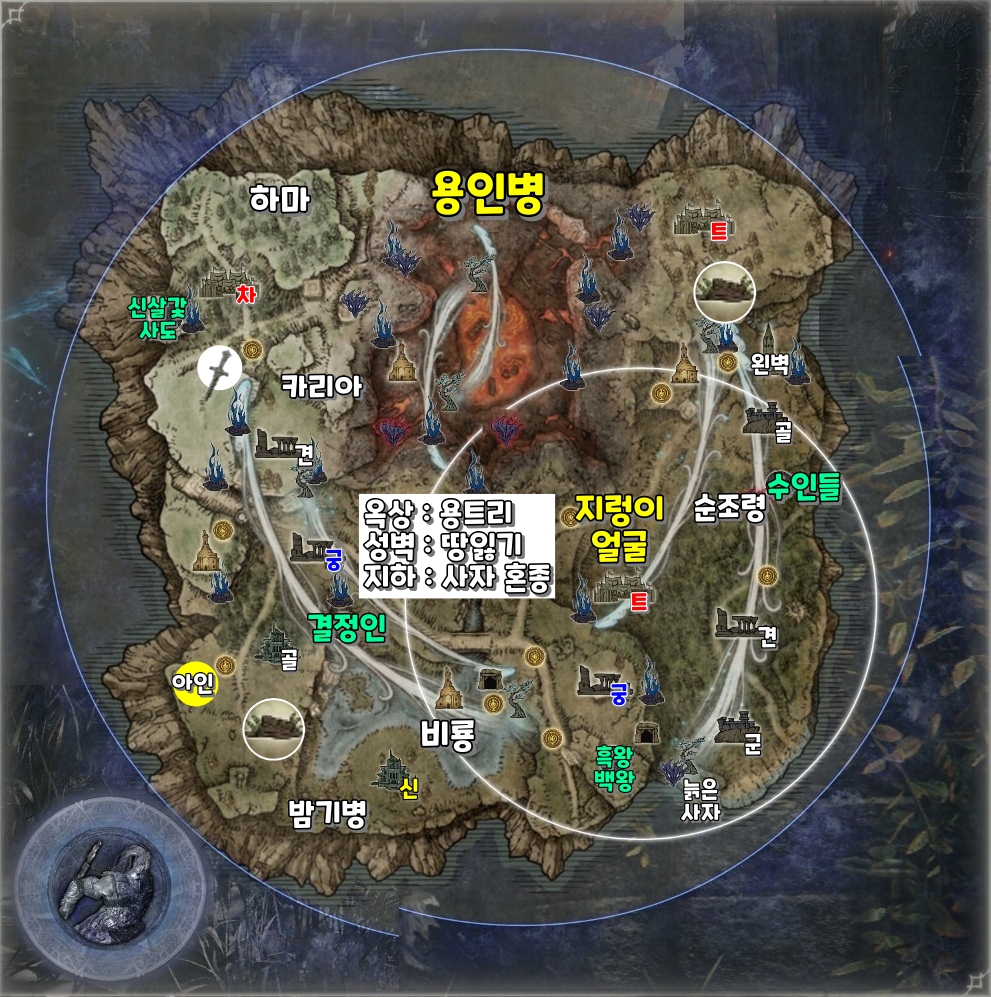 용인병
하마
트
차
신살갗
사도
왼벽
카리아
골
견
수인들
옥상 : 용트리
성벽 : 땅잃기
지하 : 사자 혼종
지렁이
얼굴
순조령
궁
트
결정인
견
골
아인
궁
비룡
군
흑왕
백왕
신
늙은
사자
밤기병